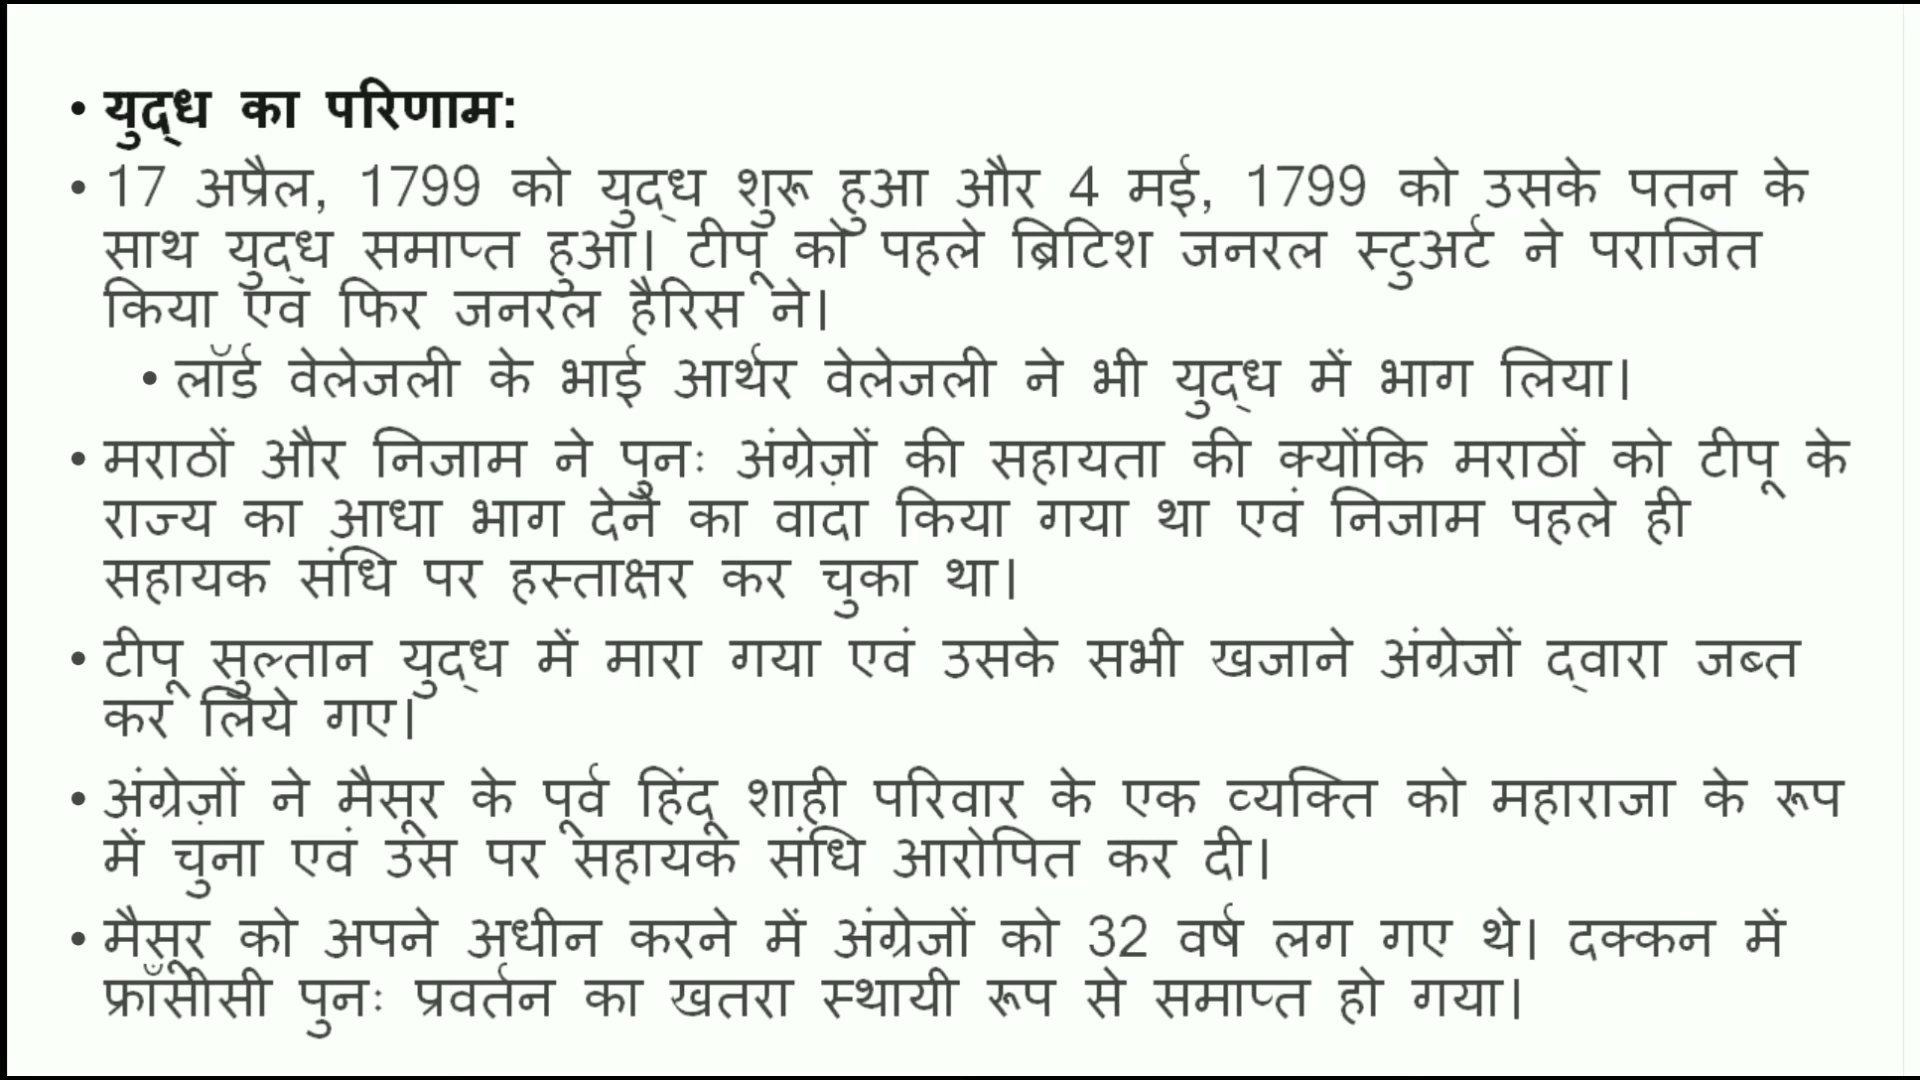 • युद्ध का परिणाम:
• 17 अप्रैल, 1799 को युद्ध शुरू हुआ और 4 मई, 1799 को उसके पतन के
साथ युद्ध समाप्त हुआ। टीपू को पहले ब्रिटिश जनरल स्टुअर्ट ने पराजित
किया एवं फिर जनरल हैरिस ने।
• लॉर्ड वेलेजली के भाई आर्थर वेलेजली ने भी युद्ध में भाग लिया।
• मराठों और निजाम ने पुनः अंग्रेज़ों की सहायता की क्योंकि मराठों को टीपू के
राज्य का आधा भाग देने का वादा किया गया था एवं निजाम पहले ही
सहायक संधि पर हस्ताक्षर कर चुका था।
• टीपू सुल्तान युद्ध में मारा गया एवं उसके सभी खजाने अंग्रेजों द्वारा जब्त
कर लिये गए।
• अंग्रेज़ों ने मैसूर के पूर्व हिंदू शाही परिवार के एक व्यक्ति को महाराजा के रूप
में चुना एवं उस पर सहायक संधि आरोपित कर दी।
• मैसूर को अपने अधीन करने में अंग्रेजों को 32 वर्ष लग गए थे। दक्कन में
फ्राँसीसी पुनः प्रवर्तन का खतरा स्थायी रूप से समाप्त हो गया।